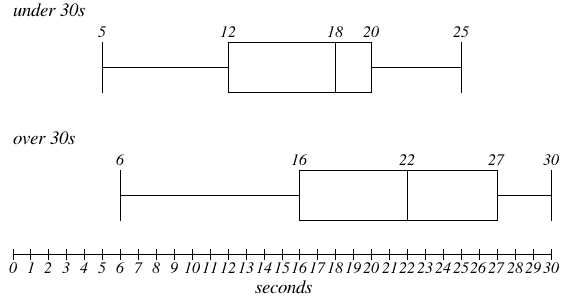 under 30s
5 12 18 20 25
over 30s
6 16 22 27 30
0 1 2 3 4 5 6 7 8 9 10 11 12 13 14 15 16 17 18 19 20 21 22 23 24 25 26 27 28 29 30
seconds